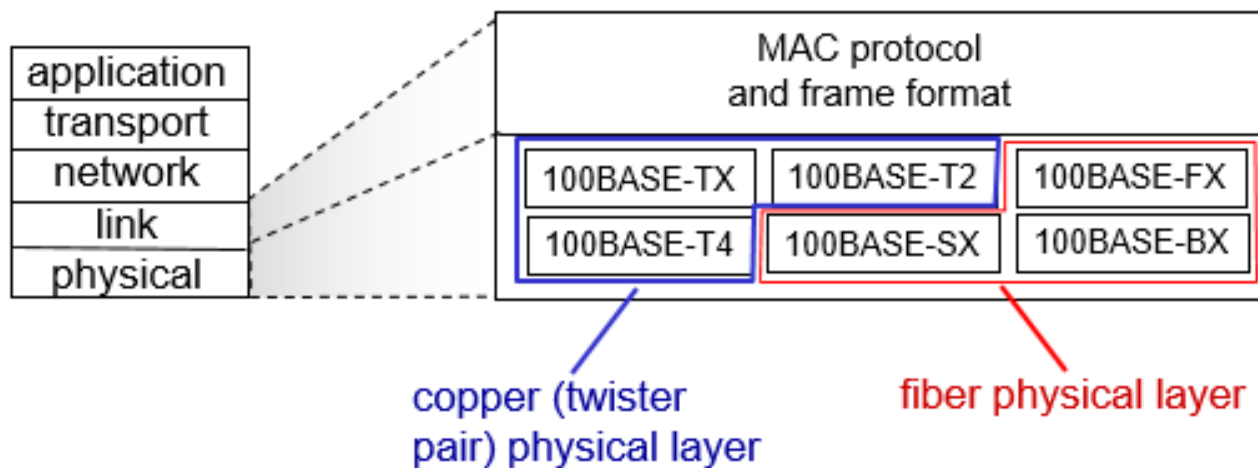 application
transport
network
link
physical
MAC protocol
and frame format
100BASE-TX
100BASE-T2
100BASE-FX
100BASE-T4
100BASE-SX
100BASE-BX
copper (twister
pair) physical layer
fiber physical layer